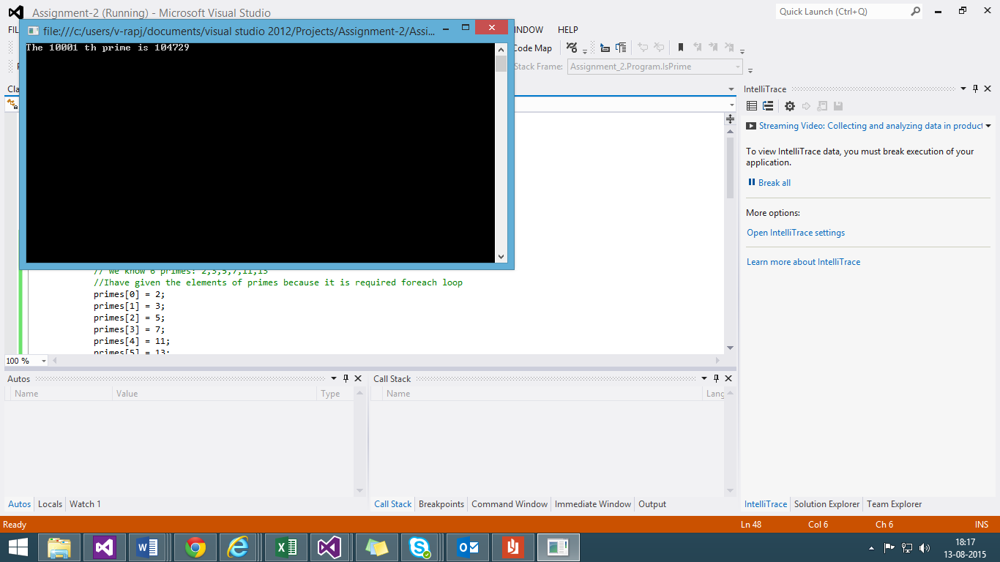 Assignment-2 (Running) - Microsoft Visual Studio
Quick Launch (Ctrl+Q)
file:///c:/users/v-rapj/documents/visual studio 2012/Projects/Assignment-2/Assi...
INDOW HELP
Code Map
Stack Frame: Assignment_2.Program.IsPrime
The 10001 th prime is 104729
// we know 6 primes: 2,3,5,7,11,13
//Ihave given the elements of primes because it is required foreach loop
primes[0] = 2;
primes[1] = 3;
primes[2] = 5;
primes[3] = 7;
primes[4] = 11;
primes[5] = 13;
100 %
IntelliTrace
Streaming Video: Collecting and analyzing data in product
To view IntelliTrace data, you must break execution of your
application.
Break all
More options:
Open IntelliTrace settings
Learn more about IntelliTrace
Autos
Name Value Type
Call Stack
Name Lang
Autos Locals Watch 1
Call Stack Breakpoints Command Window Immediate Window Output
IntelliTrace Solution Explorer Team Explorer
Ready Ln 48 Col 6 Ch 6 INS
18:17
13-08-2015